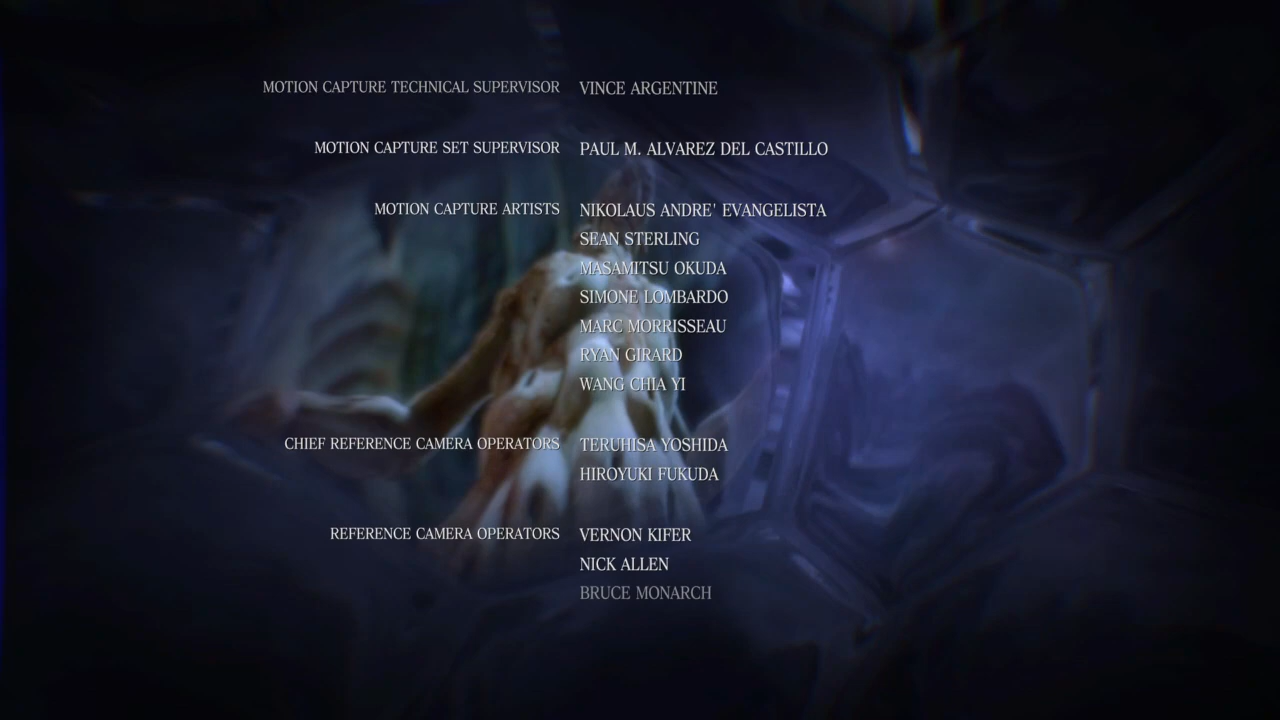 MOTION CAPTURE TECHNICAL SUPERVISOR VINCE ARGENTINE
MOTION CAPTURE SET SUPERVISOR PAUL M. ALVAREZ DEL CASTILLO
MOTION CAPTURE ARTISTS NIKOLAUS ANDRE' EVANGELISTA
SEAN STERLING
MASAMITSU OKUDA
SIMONE LOMBARDO
MARC MORRISSEAU
RYAN GIRARD
WANG CHIA YI
CHIEF REFERENCE CAMERA OPERATORS TERUHISA YOSHIDA
HIROYUKI FUKUDA
REFERENCE CAMERA OPERATORS VERNON KIFER
NICK ALLEN
BRUCE MONARCH